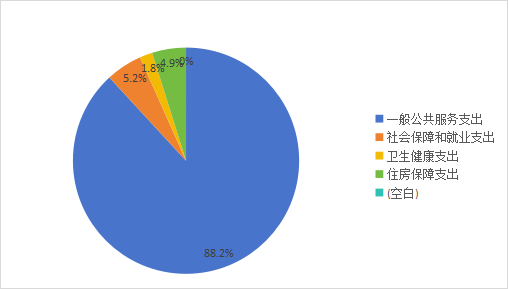 1.8%
4.9%
0%
5.2%
88.2%
一般公共服务支出
社会保障和就业支出
卫生健康支出
住房保障支出
(空白)